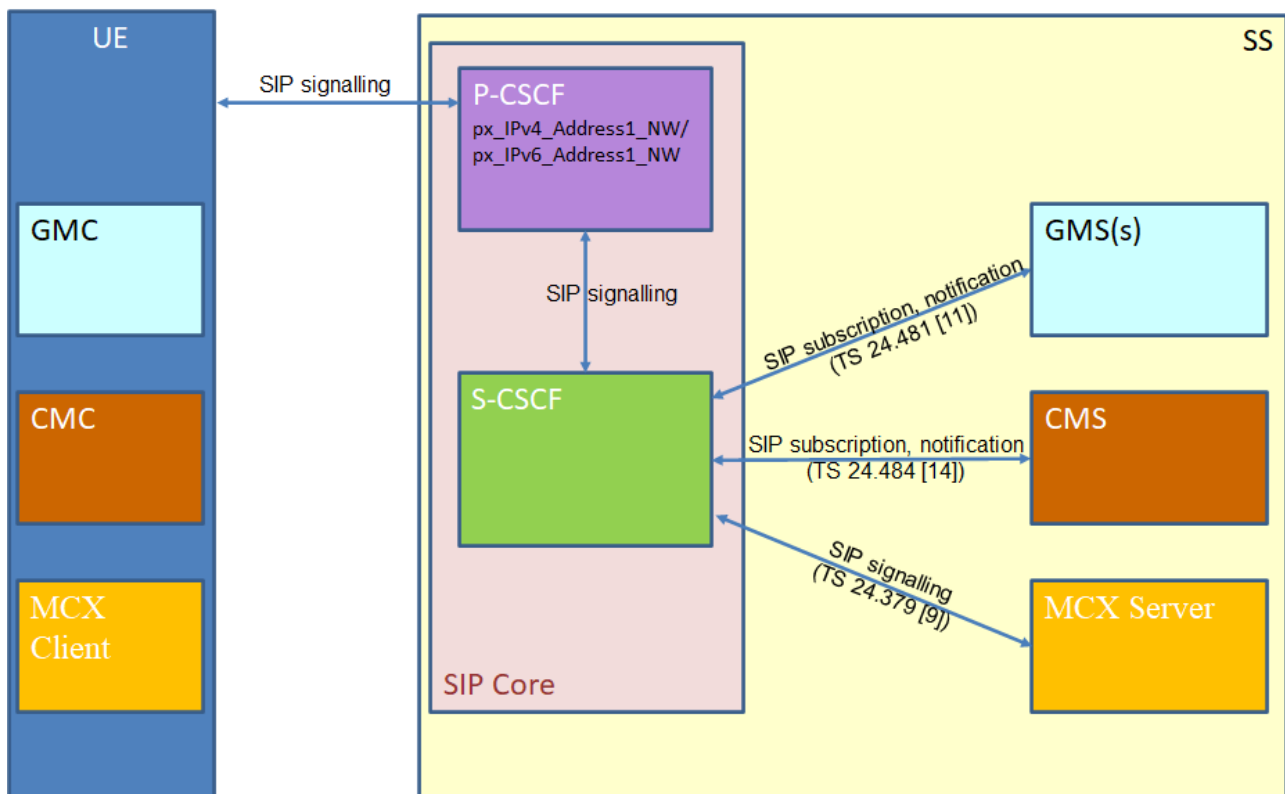 UE
SS
SIP signalling
P-CSCF
px_IPv4_Address1_NW/
px_IPv6_Address1_NW
GMC
GMS(s)
SIP signalling
SIP subscription, notification
(TS 24.481 [11])
CMC
S-CSCF
CMS
SIP subscription, notification
(TS 24.484 [14])
SIP signalling
(TS 24.379 [9])
MCX
Client
MCX Server
SIP Core